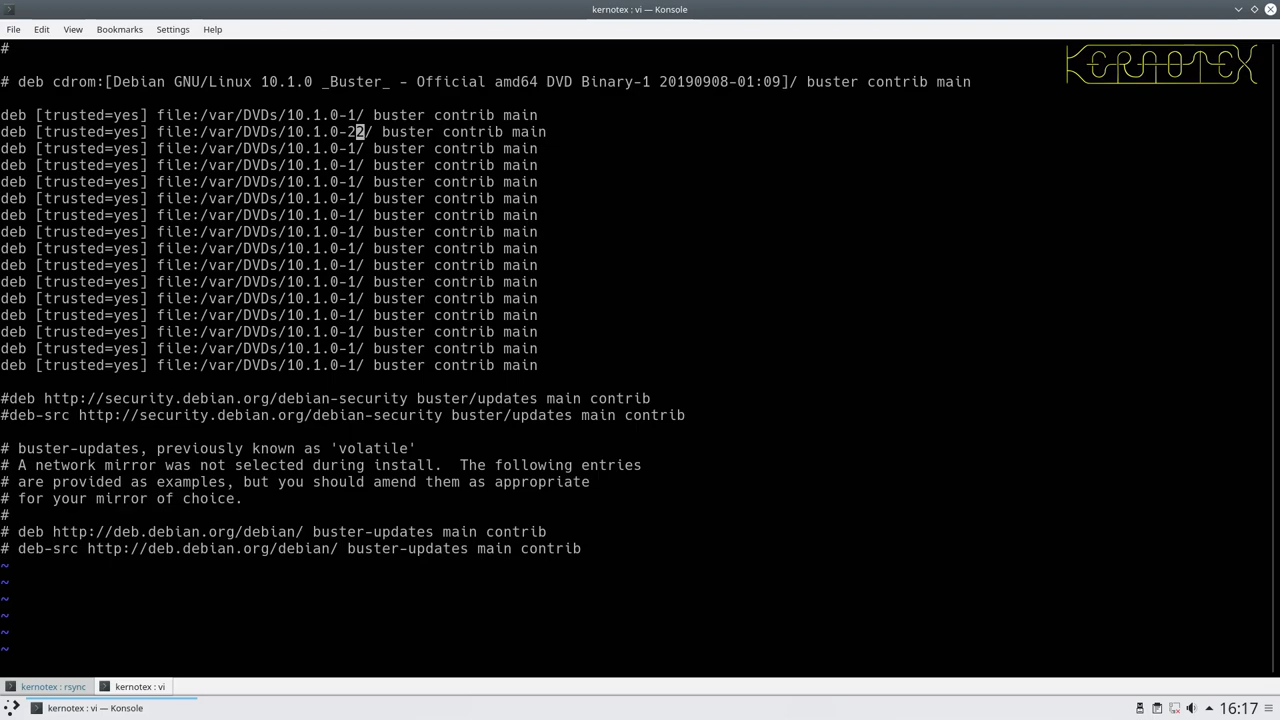 kernotex : vi — Konsole
File Edit View Bookmarks Settings Help
#
KERNOTEX
# deb cdrom:[Debian GNU/Linux 10.1.0 _Buster_ - Official amd64 DVD Binary-1 20190908-01:09]/ buster contrib main
deb [trusted=yes] file:/var/DVDs/10.1.0-1/ buster contrib main
deb [trusted=yes] file:/var/DVDs/10.1.0-22/ buster contrib main
deb [trusted=yes] file:/var/DVDs/10.1.0-1/ buster contrib main
deb [trusted=yes] file:/var/DVDs/10.1.0-1/ buster contrib main
deb [trusted=yes] file:/var/DVDs/10.1.0-1/ buster contrib main
deb [trusted=yes] file:/var/DVDs/10.1.0-1/ buster contrib main
deb [trusted=yes] file:/var/DVDs/10.1.0-1/ buster contrib main
deb [trusted=yes] file:/var/DVDs/10.1.0-1/ buster contrib main
deb [trusted=yes] file:/var/DVDs/10.1.0-1/ buster contrib main
deb [trusted=yes] file:/var/DVDs/10.1.0-1/ buster contrib main
deb [trusted=yes] file:/var/DVDs/10.1.0-1/ buster contrib main
deb [trusted=yes] file:/var/DVDs/10.1.0-1/ buster contrib main
deb [trusted=yes] file:/var/DVDs/10.1.0-1/ buster contrib main
deb [trusted=yes] file:/var/DVDs/10.1.0-1/ buster contrib main
deb [trusted=yes] file:/var/DVDs/10.1.0-1/ buster contrib main
deb [trusted=yes] file:/var/DVDs/10.1.0-1/ buster contrib main
#deb http://security.debian.org/debian-security buster/updates main contrib
#deb-src http://security.debian.org/debian-security buster/updates main contrib
# buster-updates, previously known as 'volatile'
# A network mirror was not selected during install.  The following entries
# are provided as examples, but you should amend them as appropriate
# for your mirror of choice.
#
# deb http://deb.debian.org/debian/ buster-updates main contrib
# deb-src http://deb.debian.org/debian/ buster-updates main contrib
~
~
~
~
~
~
kernotex : rsync kernotex : vi
kernotex : vi — Konsole 16:17